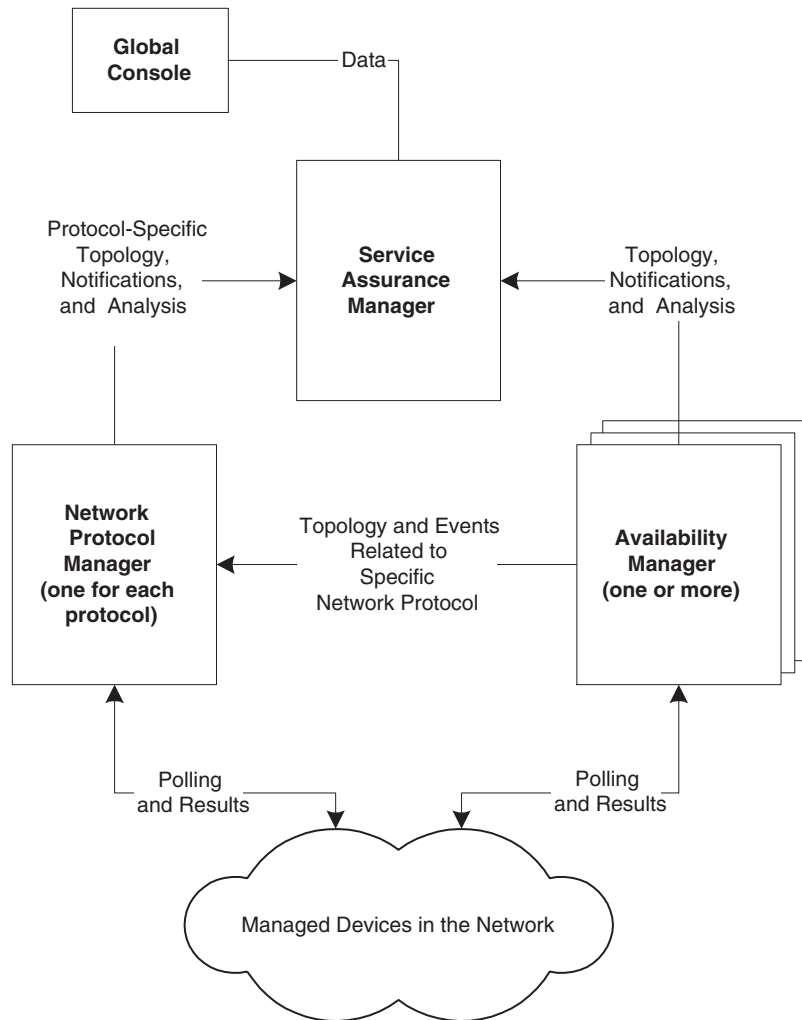 Global
Console
Data
Protocol-Specific
Topology,
Notifications,
and Analysis
Service
Assurance
Manager
Topology,
Notifications,
and Analysis
Network
Protocol
Manager
(one for each
protocol)
Topology and Events
Related to
Specific
Network Protocol
Availability
Manager
(one or more)
Polling
and Results
Polling
and Results
Managed Devices in the Network